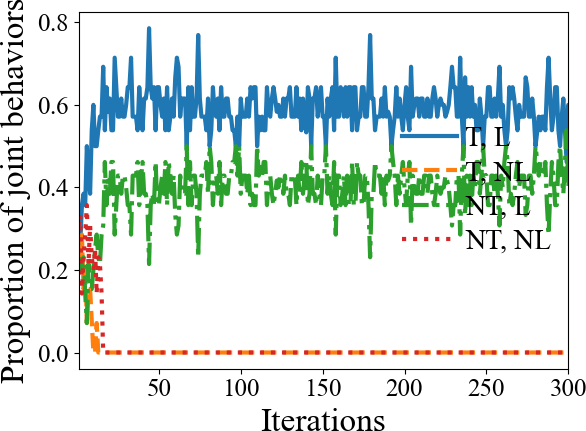 Proportion of joint behaviors
0.8
0.6
0.4
0.2
0.0
T, L
T, NL
NT, L
NT, NL
50
100
150
200
250
300
Iterations